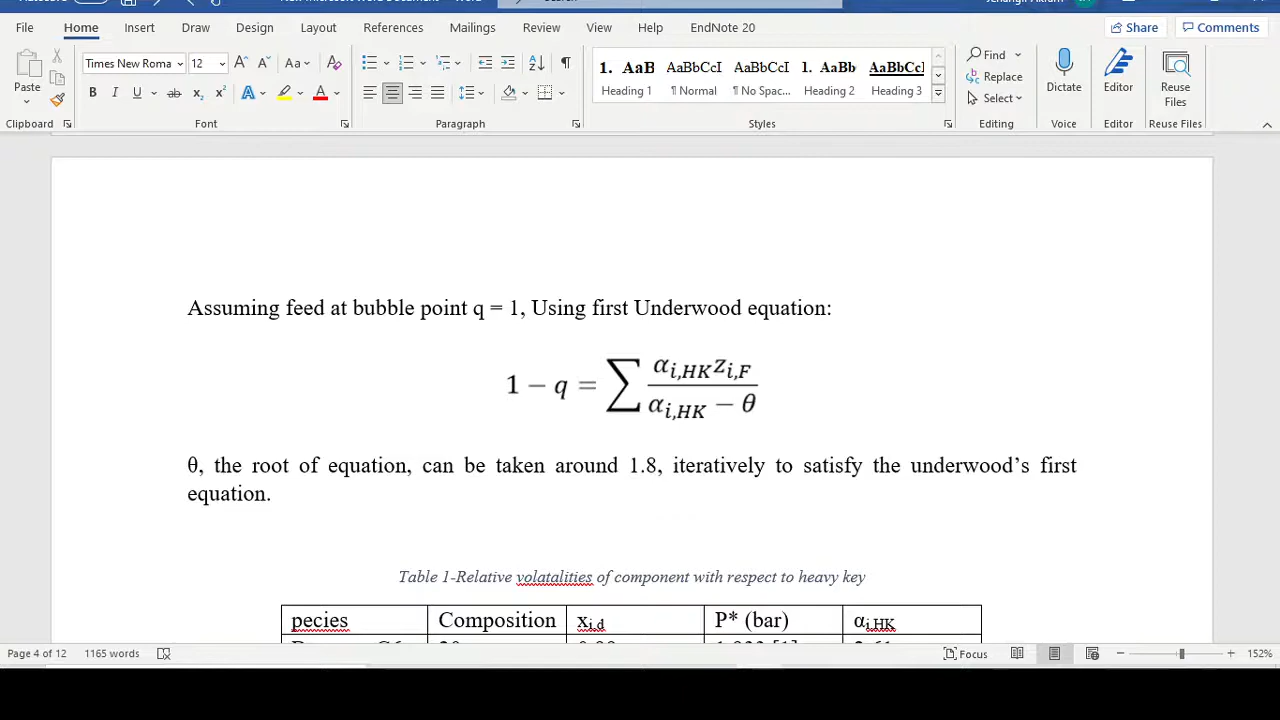 File Home Insert Draw Design Layout References Mailings Review View Help EndNote 20 Share Comments
Times New Roma 12 Aa
Paste
B I U ab x₂ x² A A
1. AaB AaBbCcI AaBbCcI 1. AaBb AaBbCcI
Heading 1 ¶ Normal ¶ No Spac... Heading 2 Heading 3
Find
Replace
Select
Dictate
Editor
Reuse
Files
Clipboard Font Paragraph Styles Editing Voice Editor Reuse Files
Assuming feed at bubble point q = 1, Using first Underwood equation:
1 − q = ∑ α_{i,HK} z_{i,F} / (α_{i,HK} − θ)
θ, the root of equation, can be taken around 1.8, iteratively to satisfy the underwood's first
equation.
Table 1-Relative volatalities of component with respect to heavy key
pecies Composition x_{i,d} P* (bar) α_{i,HK}
Page 4 of 12 1165 words Focus 152%